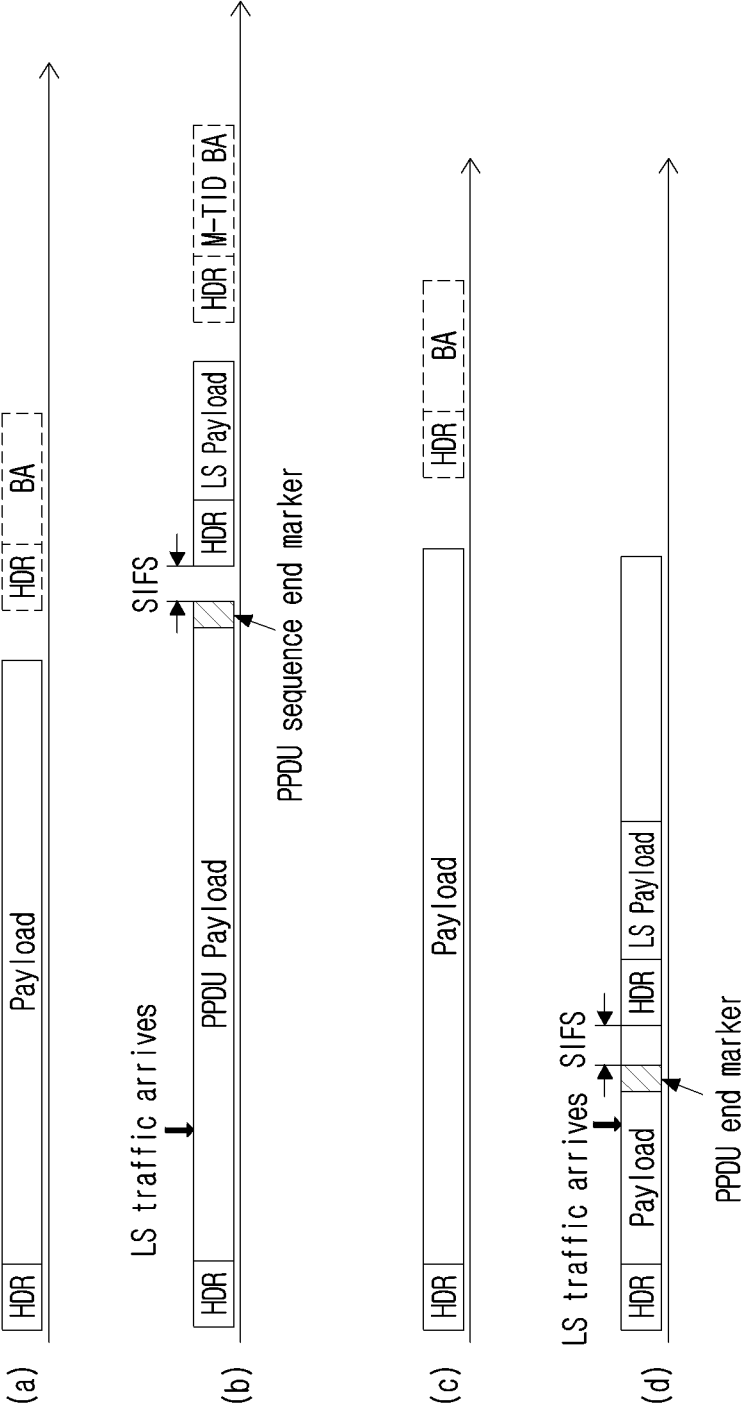 (a)
HDR
Payload
HDR
BA
(b)
LS traffic arrives
SIFS
HDR
PPDU Payload
HDR
LS Payload
HDR
M-TID BA
PPDU sequence end marker
(c)
HDR
Payload
HDR
BA
(d)
LS traffic arrives
SIFS
HDR
Payload
HDR
LS Payload
PPDU end marker